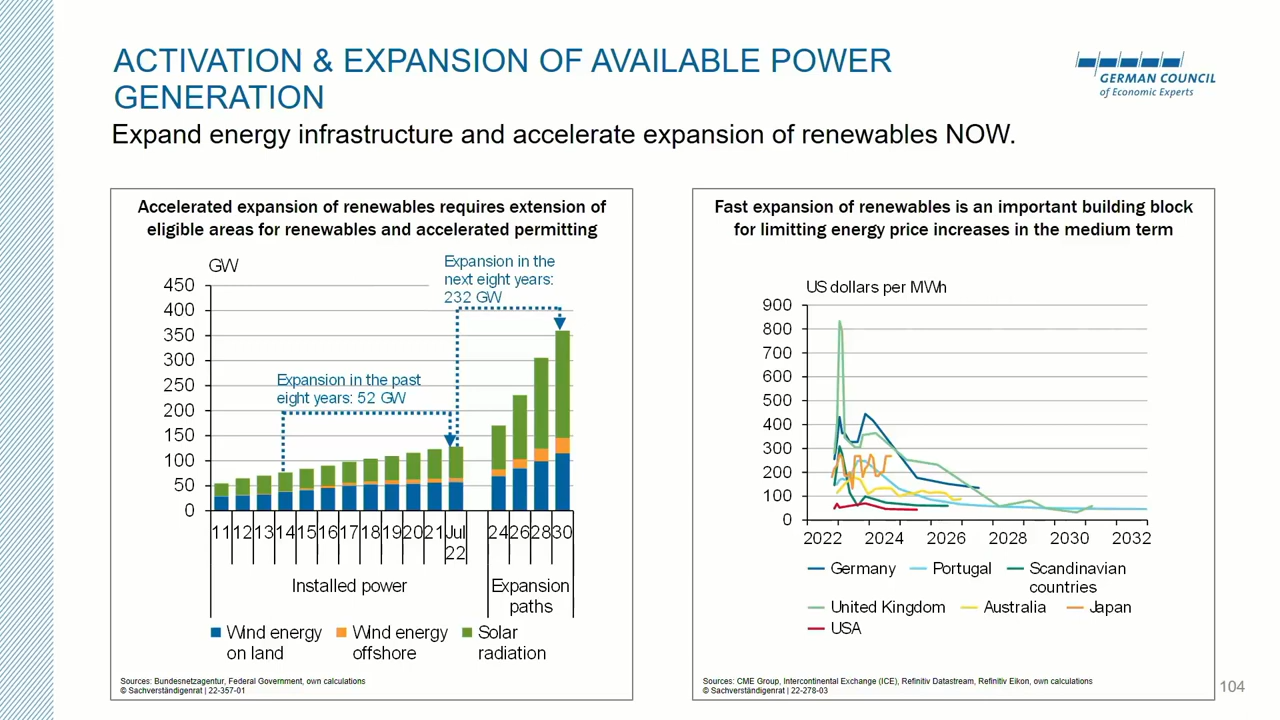 ACTIVATION & EXPANSION OF AVAILABLE POWER
GENERATION
GERMAN COUNCIL
of Economic Experts
Expand energy infrastructure and accelerate expansion of renewables NOW.
Accelerated expansion of renewables requires extension of
eligible areas for renewables and accelerated permitting
GW
Expansion in the
next eight years:
232 GW
450
400
350
300
250
200
150
100
50
0
Expansion in the past
eight years: 52 GW
11 12 13 14 15 16 17 18 19 20 21 Jul 24 26 28 30
22
Installed power
Expansion
paths
Wind energy
on land
Wind energy
offshore
Solar
radiation
Sources: Bundesnetzagentur, Federal Government, own calculations
© Sachverständigenrat | 22-357-01
Fast expansion of renewables is an important building block
for limitting energy price increases in the medium term
US dollars per MWh
900
800
700
600
500
400
300
200
100
0
2022 2024 2026 2028 2030 2032
Germany Portugal Scandinavian
countries
United Kingdom Australia Japan
USA
Sources: CME Group, Intercontinental Exchange (ICE), Refinitiv Datastream, Refinitiv Eikon, own calculations
© Sachverständigenrat | 22-278-03
104